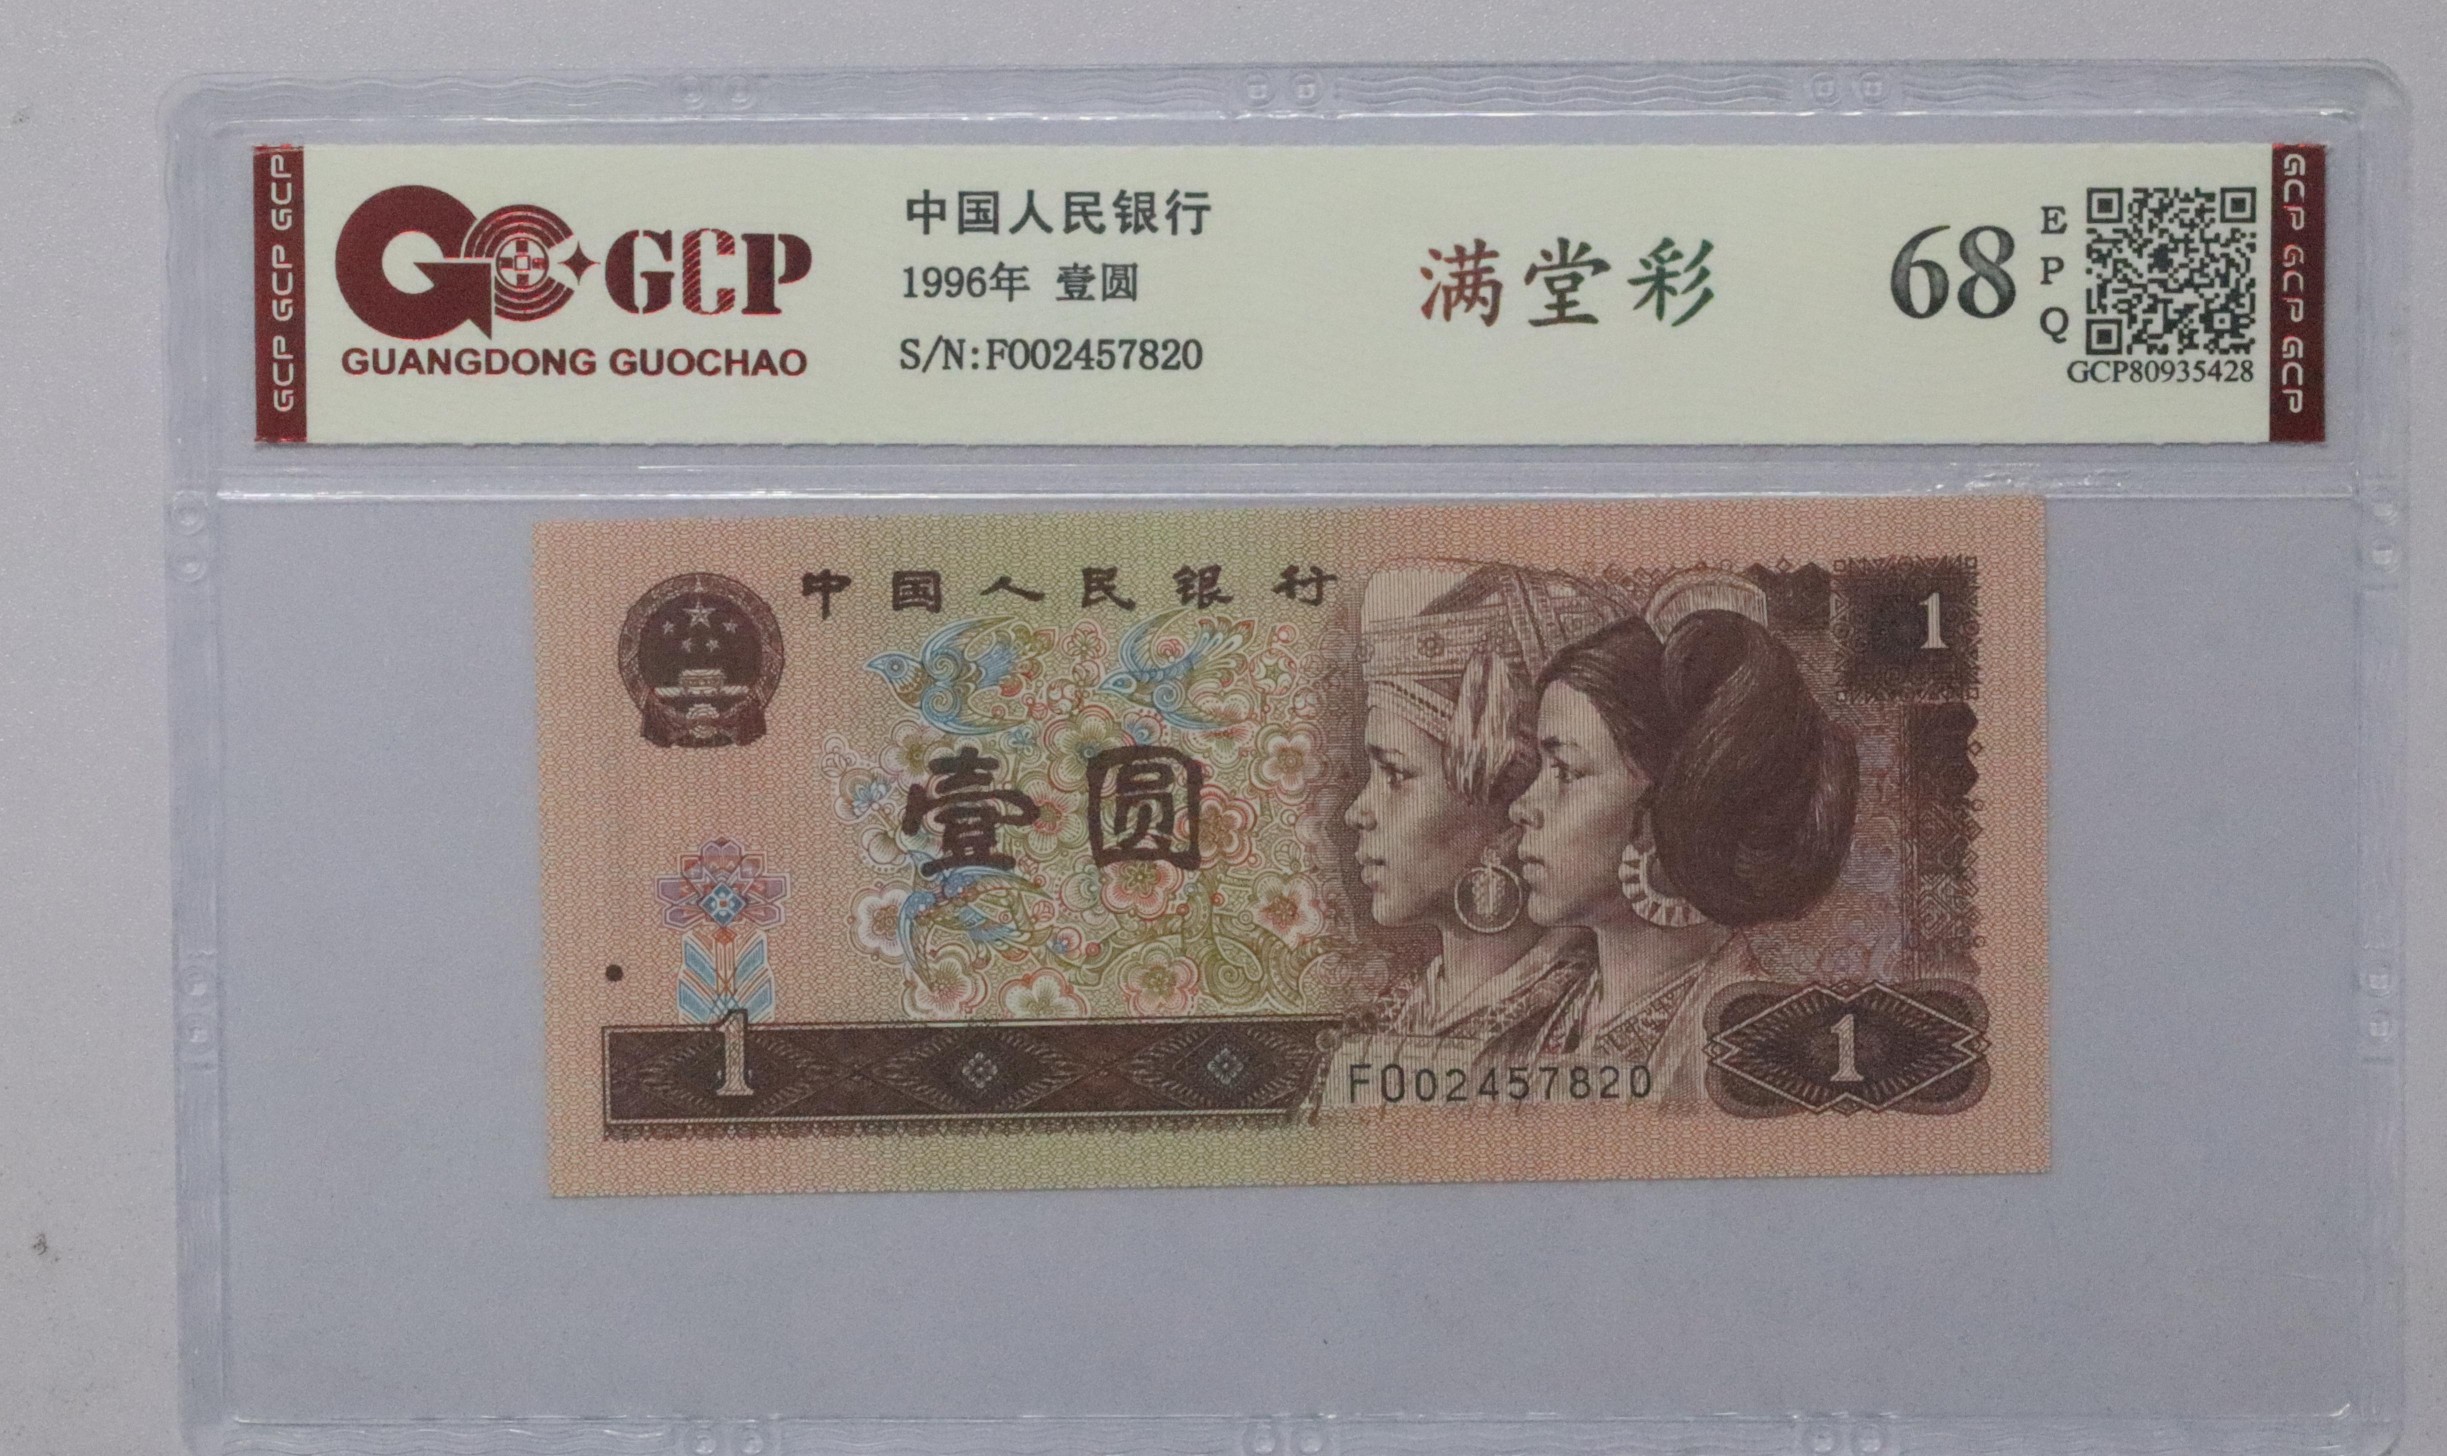 GCP GCP GCP
GCP
GUANGDONG GUOCHAO
中国人民银行
1996年 壹圆
S/N:F002457820
满堂彩
68
E
P
Q
GCP80935428
GCP GCP GCP
中国人民银行
1
壹圆
1
FO02457820
1